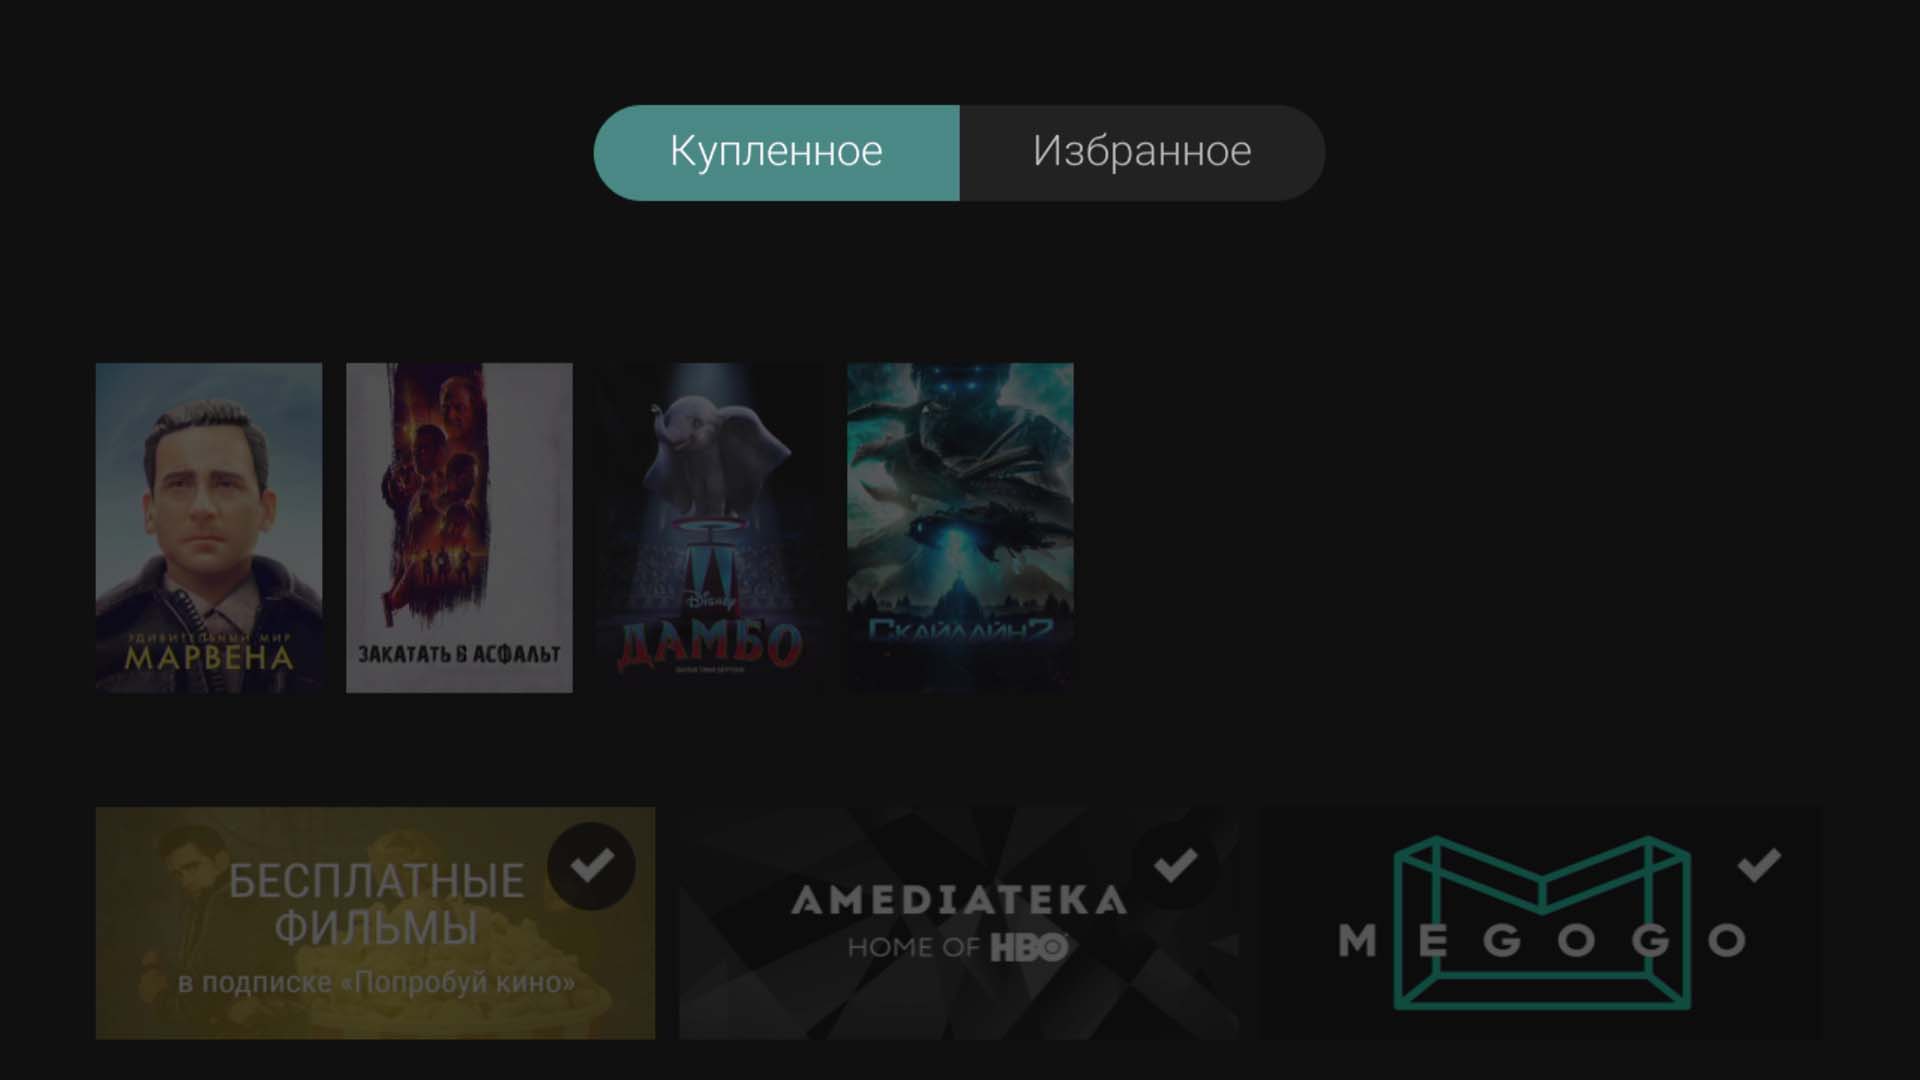 Купленное
Избранное
УДИВИТЕЛЬНЫЙ МИР
МАРВЕНА
ЗАКАТАТЬ В АСФАЛЬТ
Disney
ДАМБО
СКАЙЛАЙН 2
БЕСПЛАТНЫЕ
ФИЛЬМЫ
в подписке «Попробуй кино»
AMEDIATEKA
HOME OF HBO
MEGOGO